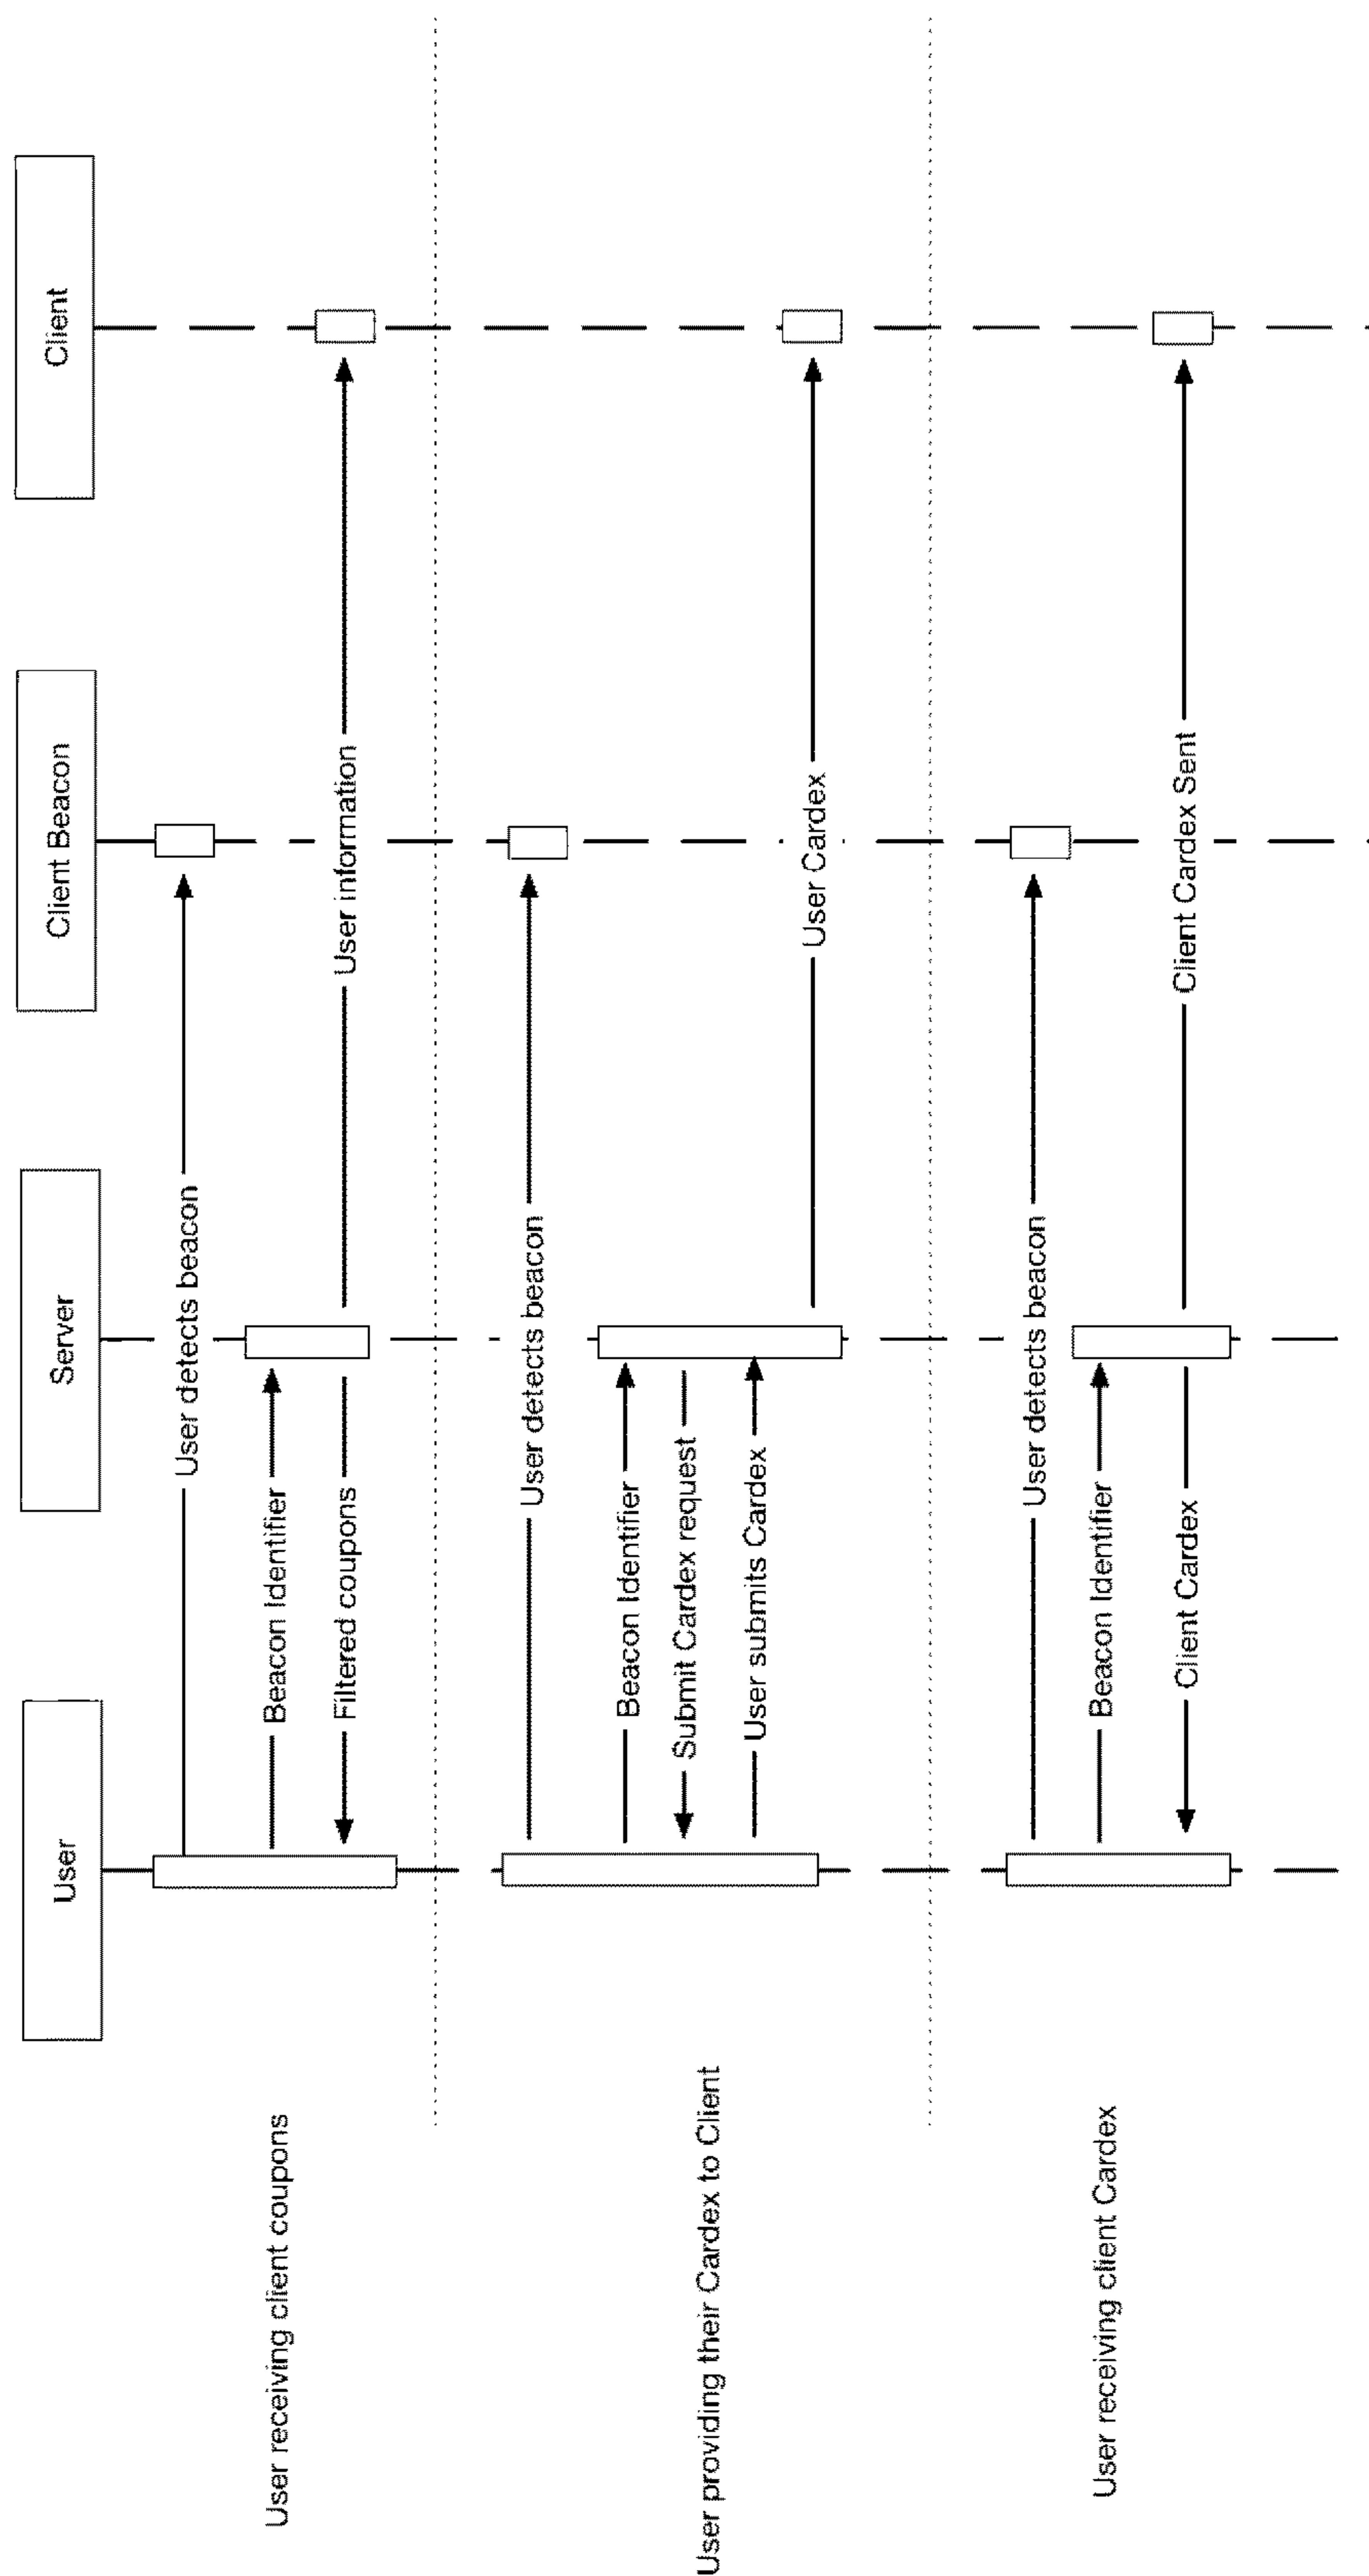 User
Server
Client Beacon
Client
User receiving client coupons
User detects beacon
Beacon Identifier
Filtered coupons
User information
User providing their Cardex to Client
User detects beacon
Beacon Identifier
Submit Cardex request
User submits Cardex
User Cardex
User receiving client Cardex
User detects beacon
Beacon Identifier
Client Cardex
Client Cardex Sent